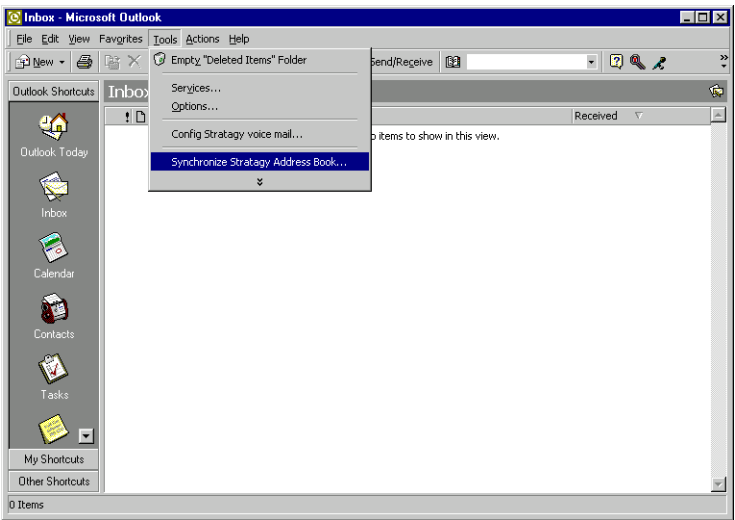 Inbox - Microsoft Outlook
File Edit View Favorites Tools Actions Help
New
Send/Receive
Empty "Deleted Items" Folder
Services...
Options...
Config Stratagy voice mail...
Synchronize Stratagy Address Book...
Outlook Shortcuts
Inbox
Received
items to show in this view.
Outlook Today
Inbox
Calendar
Contacts
Tasks
My Shortcuts
Other Shortcuts
0 Items